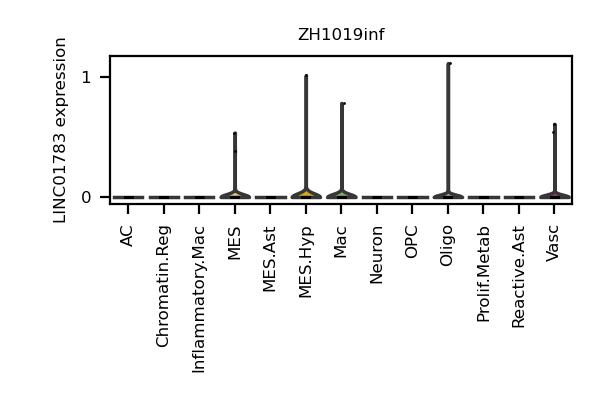 ZH1019inf
LINC01783 expression
1
0
AC
Chromatin.Reg
Inflammatory.Mac
MES
MES.Ast
MES.Hyp
Mac
Neuron
OPC
Oligo
Prolif.Metab
Reactive.Ast
Vasc